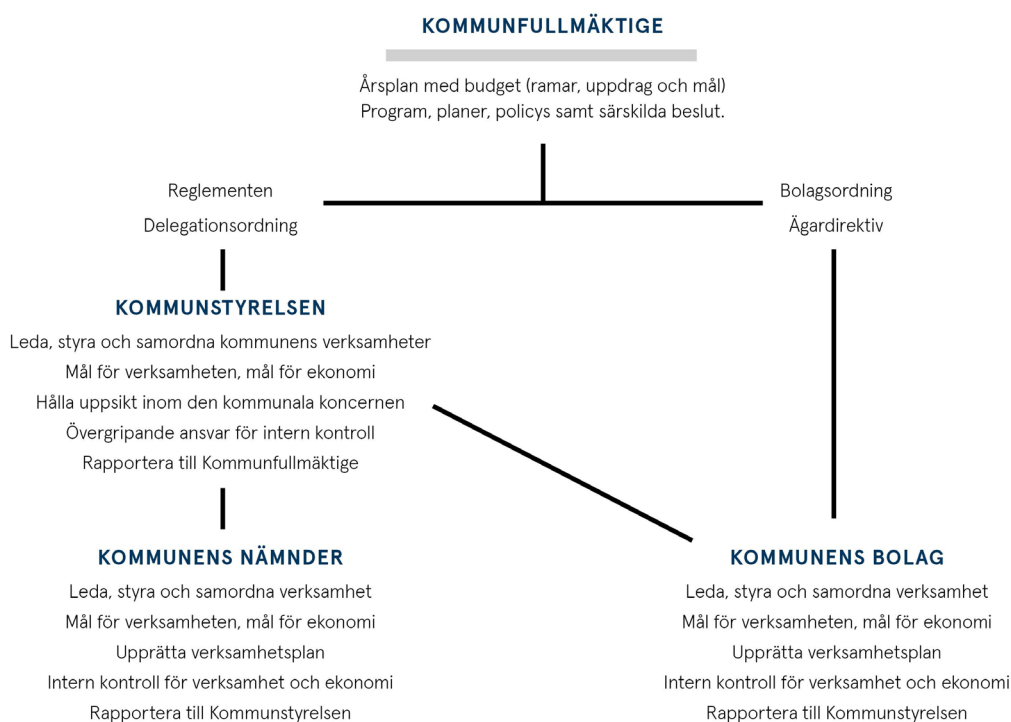 KOMMUNFULLMÄKTIGE
Årsplan med budget (ramar, uppdrag och mål)
Program, planer, policys samt särskilda beslut.
Reglementen
Delegationsordning
Bolagsordning
Ägardirektiv
KOMMUNSTYRELSEN
Leda, styra och samordna kommunens verksamheter
Mål för verksamheten, mål för ekonomi
Hålla uppsikt inom den kommunala koncernen
Övergripande ansvar för intern kontroll
Rapportera till Kommunfullmäktige
KOMMUNENS NÄMNDER
Leda, styra och samordna verksamhet
Mål för verksamheten, mål för ekonomi
Upprätta verksamhetsplan
Intern kontroll för verksamhet och ekonomi
Rapportera till Kommunstyrelsen
KOMMUNENS BOLAG
Leda, styra och samordna verksamhet
Mål för verksamheten, mål för ekonomi
Upprätta verksamhetsplan
Intern kontroll för verksamhet och ekonomi
Rapportera till Kommunstyrelsen